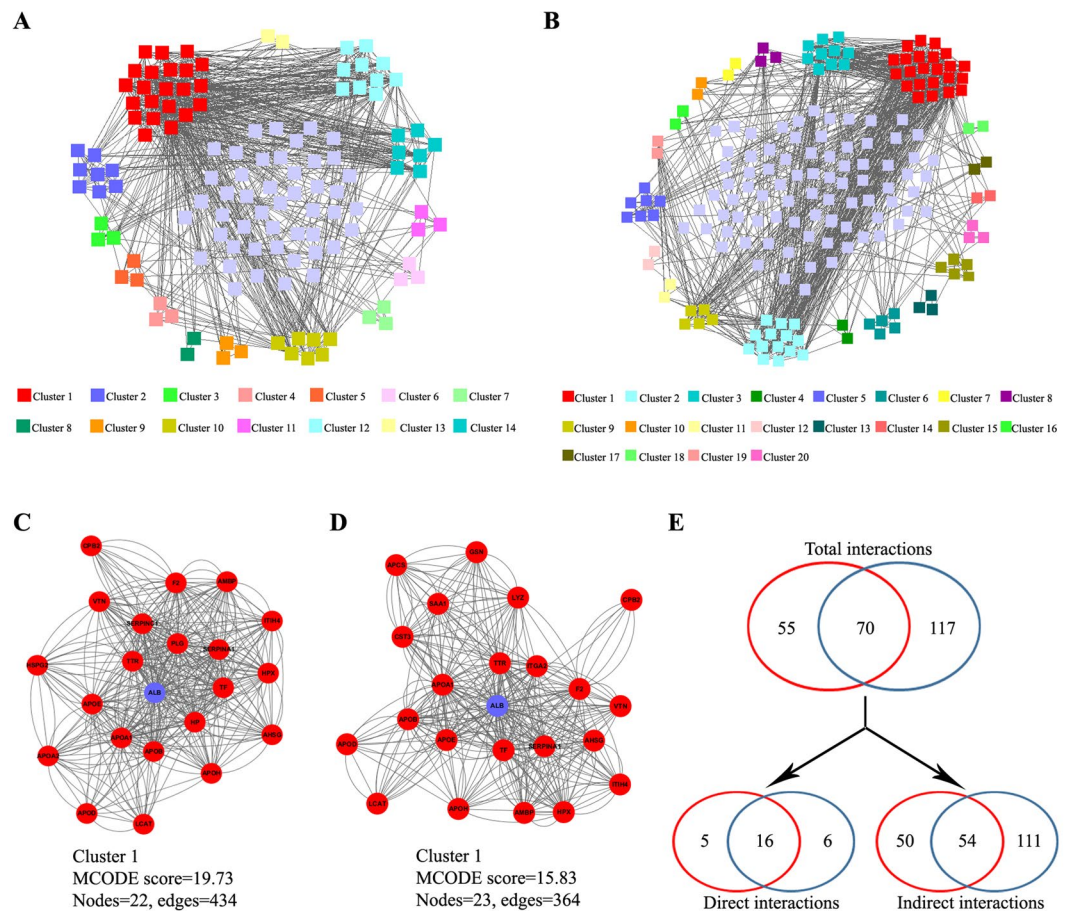 A
B
Cluster 1 Cluster 2 Cluster 3 Cluster 4 Cluster 5 Cluster 6 Cluster 7
Cluster 8 Cluster 9 Cluster 10 Cluster 11 Cluster 12 Cluster 13 Cluster 14
Cluster 1 Cluster 2 Cluster 3 Cluster 4 Cluster 5 Cluster 6 Cluster 7 Cluster 8
Cluster 9 Cluster 10 Cluster 11 Cluster 12 Cluster 13 Cluster 14 Cluster 15 Cluster 16
Cluster 17 Cluster 18 Cluster 19 Cluster 20
C
CPB2
F2
AMBP
VTN
SERPINC1
ITIH4
PLG
SERPINA1
TTR
HSPG2
HPX
ALB
TF
APOE
HP
APOA1
AHSG
APOB
APOH
APOD
LCAT
Cluster 1
MCODE score=19.73
Nodes=22, edges=434
D
GSN
APCS
SAA1
LYZ
CPB2
CST3
TTR
ITGA2
APOA1
F2
ALB
VTN
APOB
APOE
AHSG
APOD
TF
SERPINA1
ITIH4
LCAT
APOH
AMBP
HPX
Cluster 1
MCODE score=15.83
Nodes=23, edges=364
E
Total interactions
55 70 117
5 16 6
50 54 111
Direct interactions
Indirect interactions